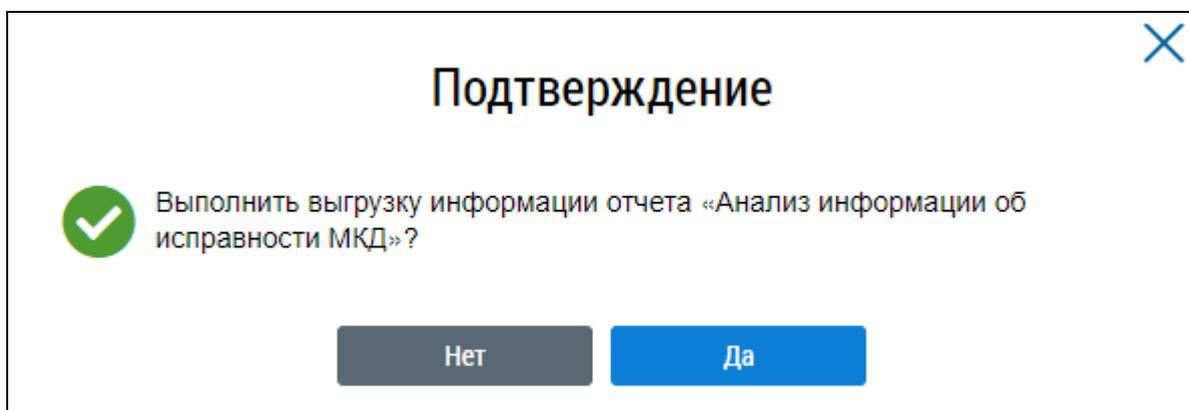 Подтверждение
Выполнить выгрузку информации отчета «Анализ информации об
исправности МКД»?
Нет
Да